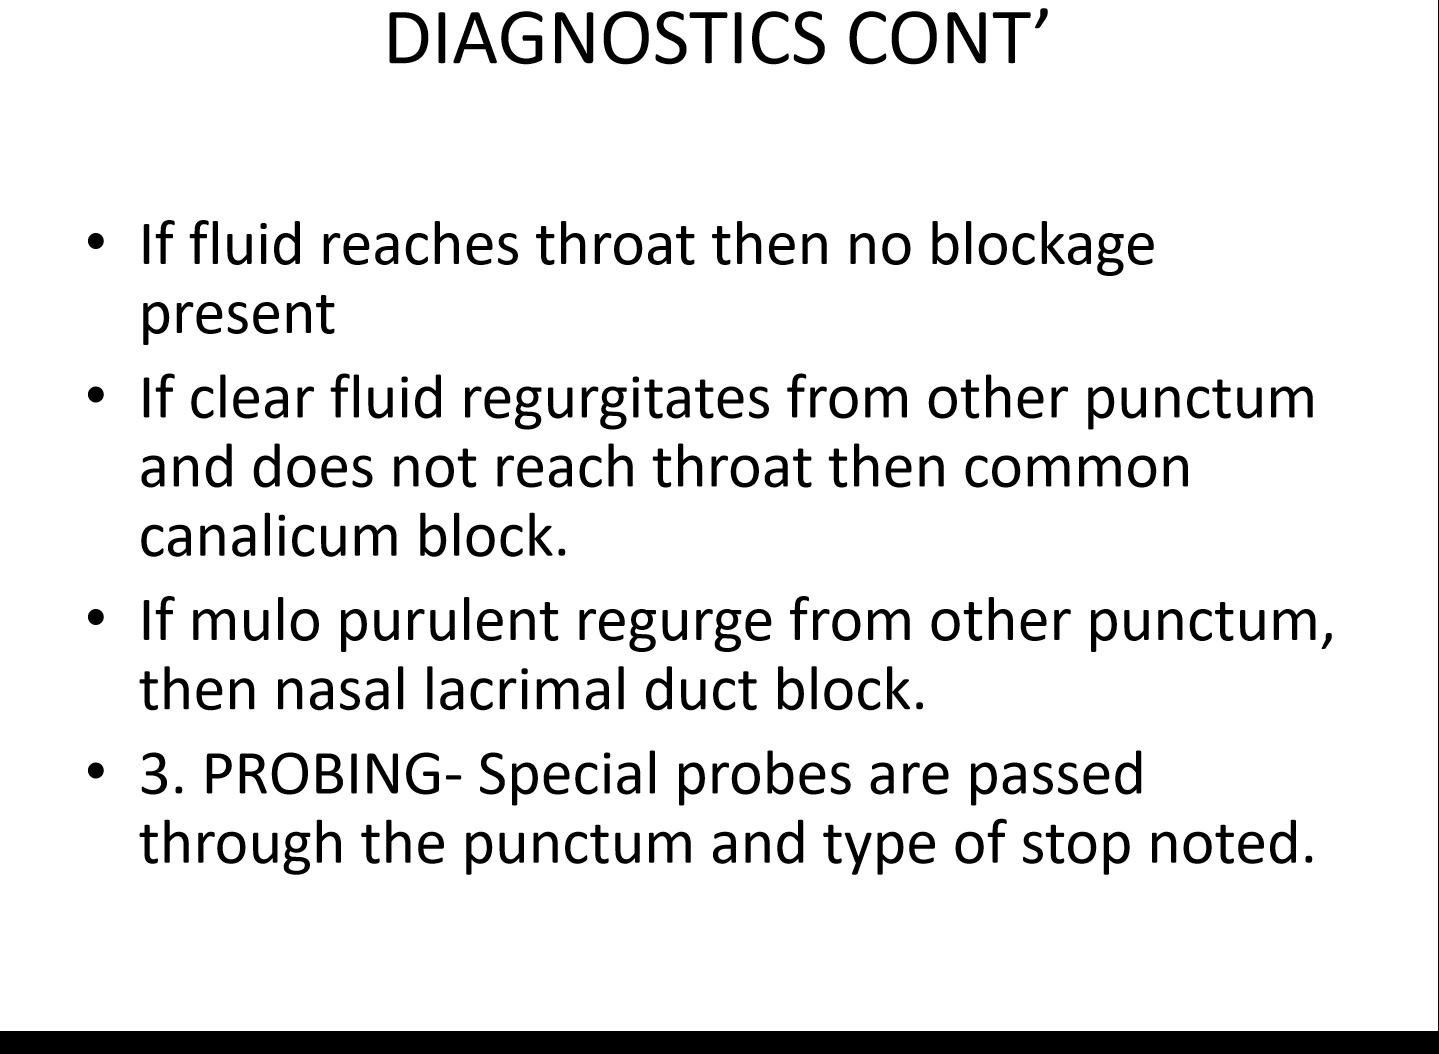 DIAGNOSTICS CONT’
• If fluid reaches throat then no blockage
present
• If clear fluid regurgitates from other punctum
and does not reach throat then common
canalicum block.
• If mulo purulent regurge from other punctum,
then nasal lacrimal duct block.
• 3. PROBING- Special probes are passed
through the punctum and type of stop noted.